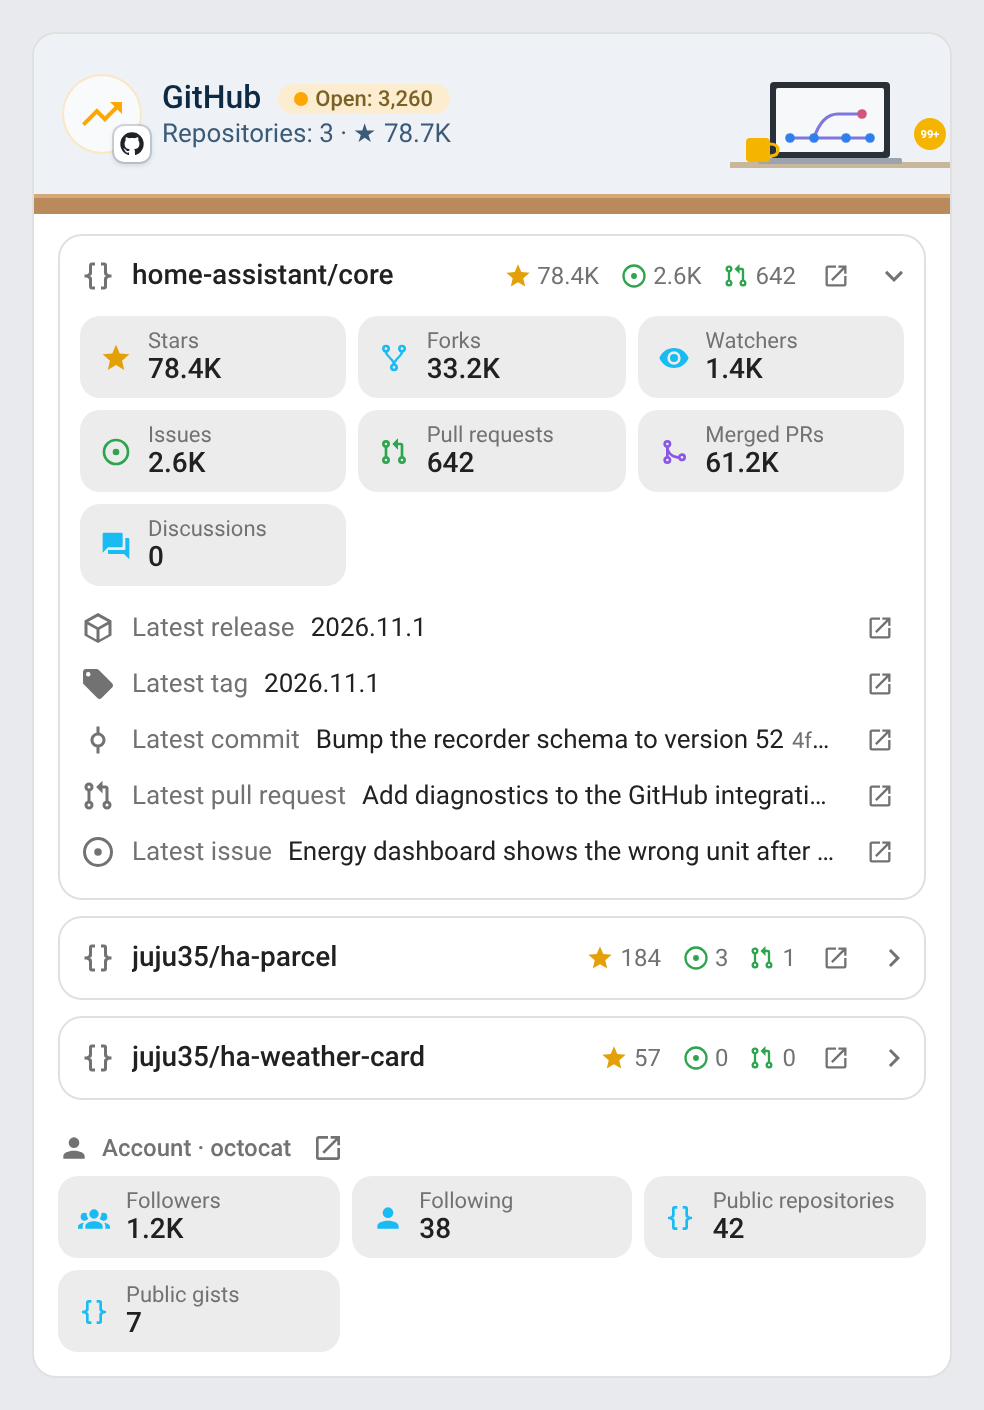 GitHub
Open: 3,260
Repositories: 3 · ★ 78.7K
99+
home-assistant/core
78.4K
2.6K
642
Stars
78.4K
Forks
33.2K
Watchers
1.4K
Issues
2.6K
Pull requests
642
Merged PRs
61.2K
Discussions
0
Latest release 2026.11.1
Latest tag 2026.11.1
Latest commit Bump the recorder schema to version 52 4f...
Latest pull request Add diagnostics to the GitHub integrati...
Latest issue Energy dashboard shows the wrong unit after ...
juju35/ha-parcel
184
3
1
juju35/ha-weather-card
57
0
0
Account · octocat
Followers
1.2K
Following
38
Public repositories
42
Public gists
7